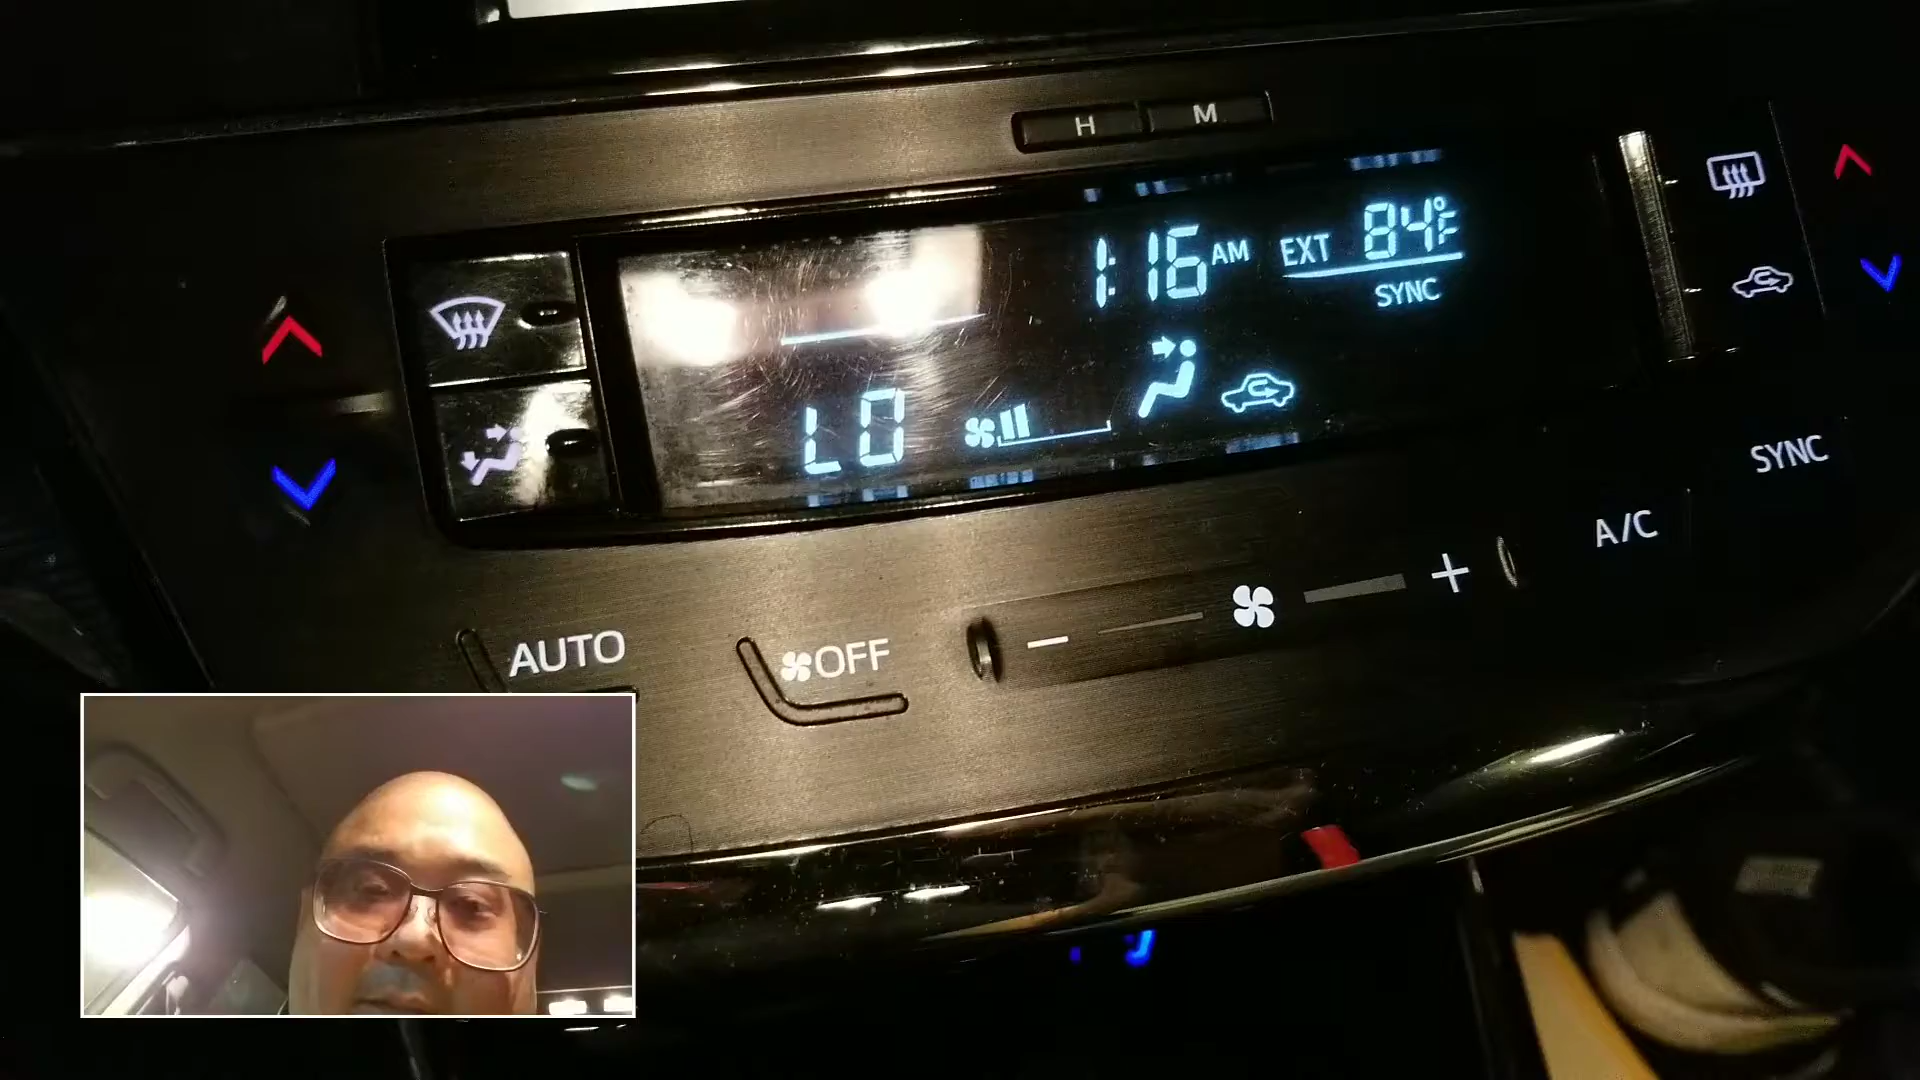 H M
1:16 AM EXT 84°F
SYNC
LO
SYNC
A/C
AUTO
OFF
- +